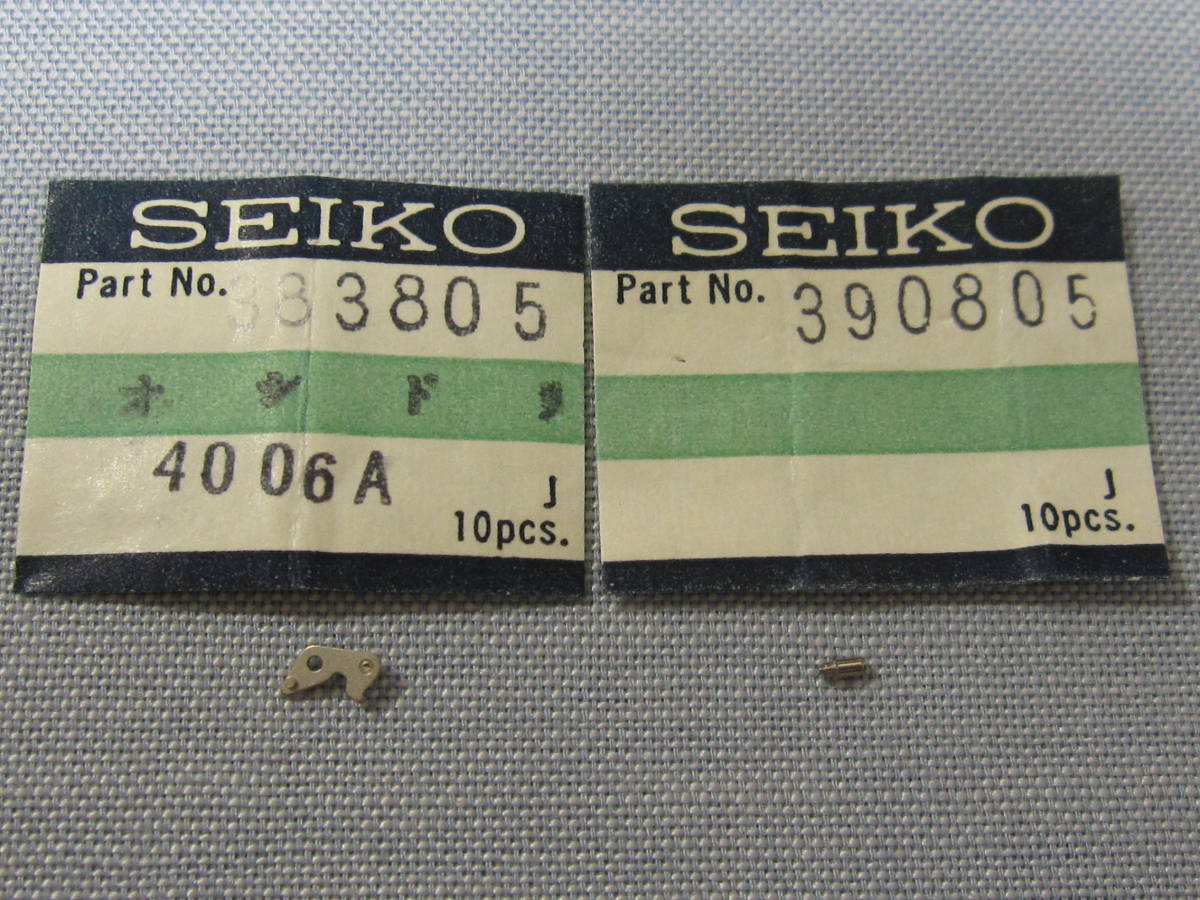 SEIKO
Part No. 383805
オシドリ
4006A
J
10pcs.
SEIKO
Part No. 390805
J
10pcs.